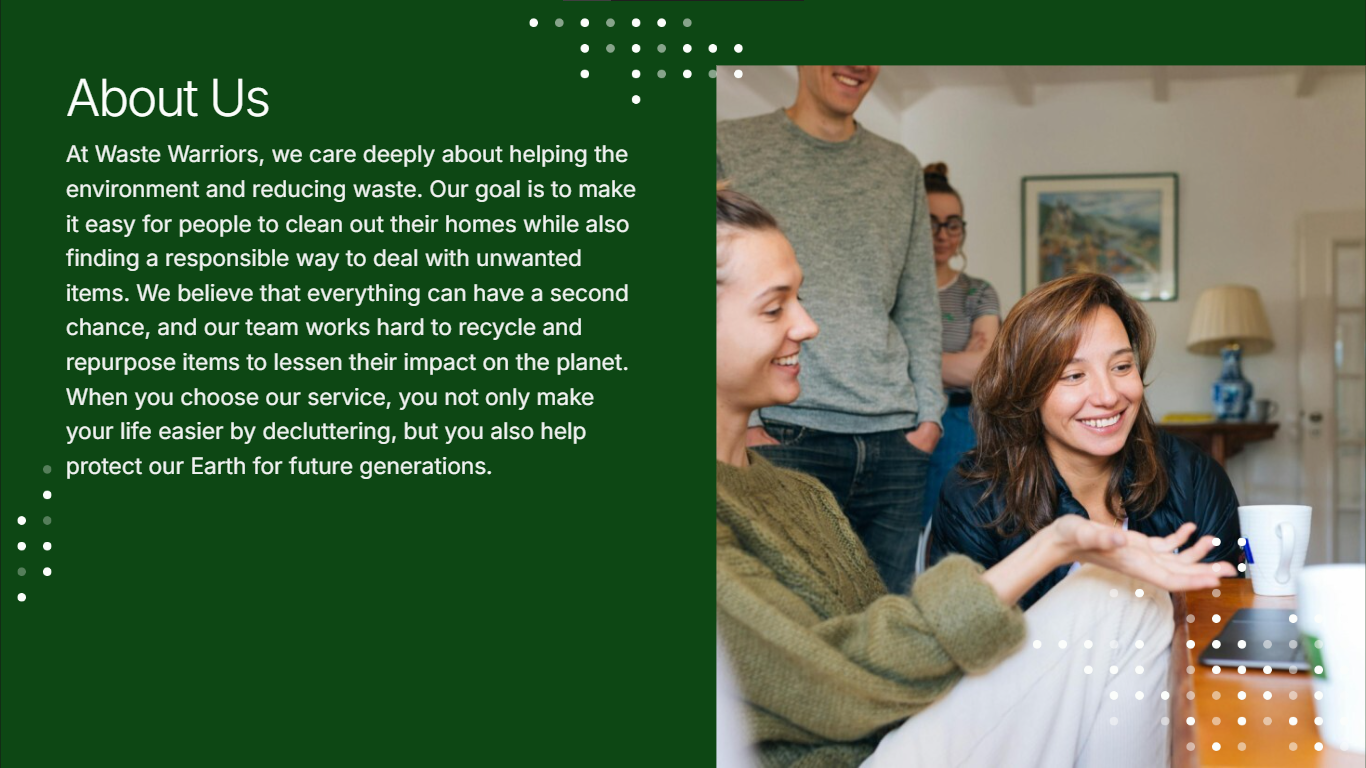 About Us
At Waste Warriors, we care deeply about helping the
environment and reducing waste. Our goal is to make
it easy for people to clean out their homes while also
finding a responsible way to deal with unwanted
items. We believe that everything can have a second
chance, and our team works hard to recycle and
repurpose items to lessen their impact on the planet.
When you choose our service, you not only make
your life easier by decluttering, but you also help
protect our Earth for future generations.